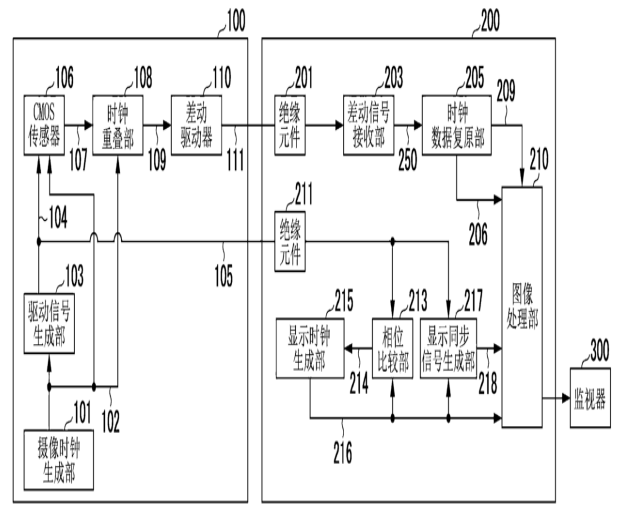 100
200
106
108
110
201
203
205
209
CMOS
传感器
时钟
重叠部
差动
驱动器
绝缘
元件
差动信号
接收部
时钟
数据复原部
210
107
109
111
250
206
104
211
绝缘
元件
105
103
215
213
217
驱动信号
生成部
显示时钟
生成部
相位
比较部
显示同步
信号生成部
图像
处理部
214
218
300
101
102
216
摄像时钟
生成部
监视器